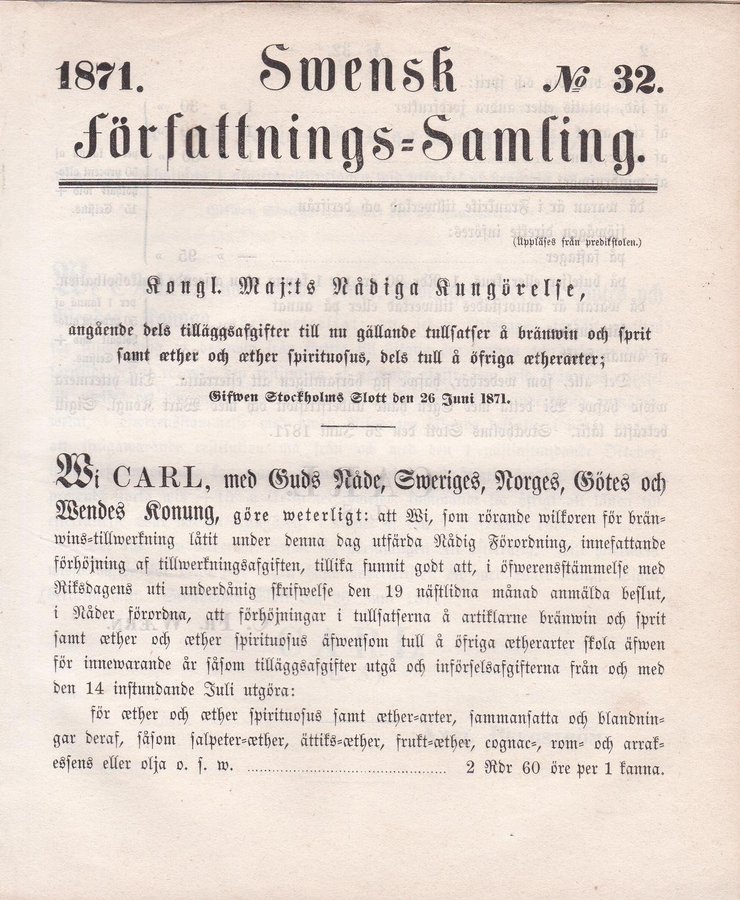 1871. Swensk № 32.
Författnings-Samling.
(Uppläses från predikstolen.)
Kongl. Maj:ts Nådiga Kungörelse,
angående dels tilläggsafgifter till nu gällande tullsatser å bränwin och sprit
samt æther och æther spirituosus, dels tull å öfriga ætherarter;
Gifwen Stockholms Slott den 26 Juni 1871.
Wi CARL, med Guds Nåde, Sweriges, Norges, Götes och
Wendes Konung, göre weterligt: att Wi, som rörande wilkoren för brän-
wins-tillwerkning låtit under denna dag utfärda Nådig Förordning, innefattande
förhöjning af tillwerkningsafgiften, tillika funnit godt att, i öfwerensstämmelse med
Riksdagens uti underdånig skrifwelse den 19 nästlidna månad anmälda beslut,
i Nåder förordna, att förhöjningar i tullsatserna å artiklarne bränwin och sprit
samt æther och æther spirituosus äfwensom tull å öfriga ætherarter skola äfwen
för innewarande år såsom tilläggsafgifter utgå och införselsafgifterna från och med
den 14 instundande Juli utgöra:
för æther och æther spirituosus samt æther-arter, sammansatta och blandnin-
gar deraf, såsom salpeter-æther, ättiks-æther, frukt-æther, cognac-, rom- och arrak-
essens eller olja o. s. w. ........ 2 Rdr 60 öre per 1 kanna.